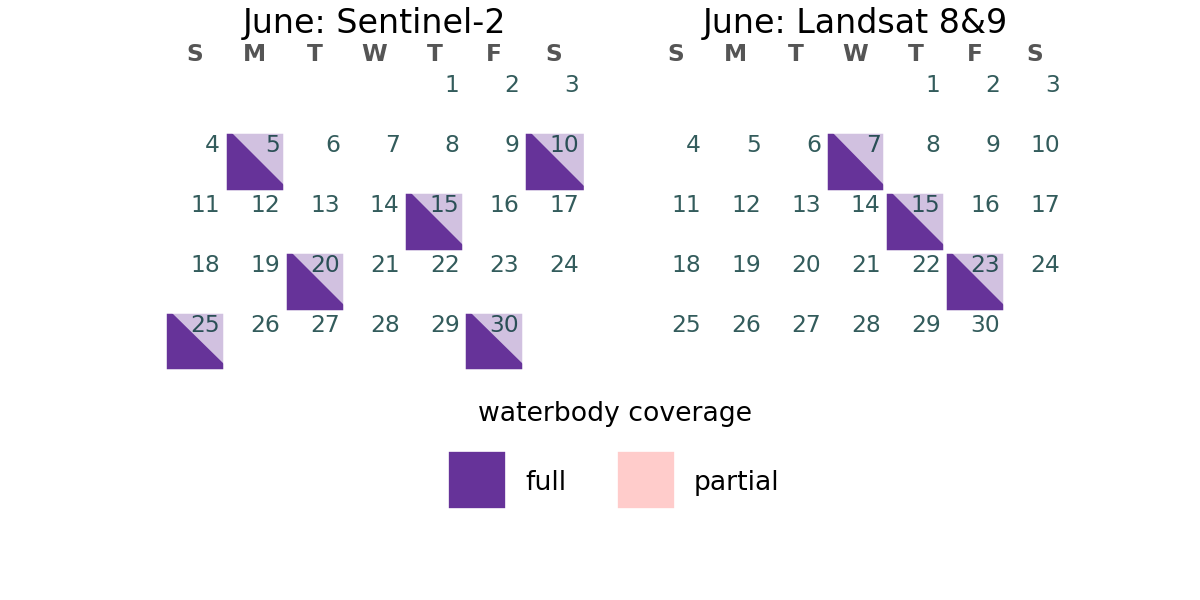 June: Sentinel-2
S M T W T F S
1 2 3
4 5 6 7 8 9 10
11 12 13 14 15 16 17
18 19 20 21 22 23 24
25 26 27 28 29 30
June: Landsat 8&9
S M T W T F S
1 2 3
4 5 6 7 8 9 10
11 12 13 14 15 16 17
18 19 20 21 22 23 24
25 26 27 28 29 30
waterbody coverage
full partial